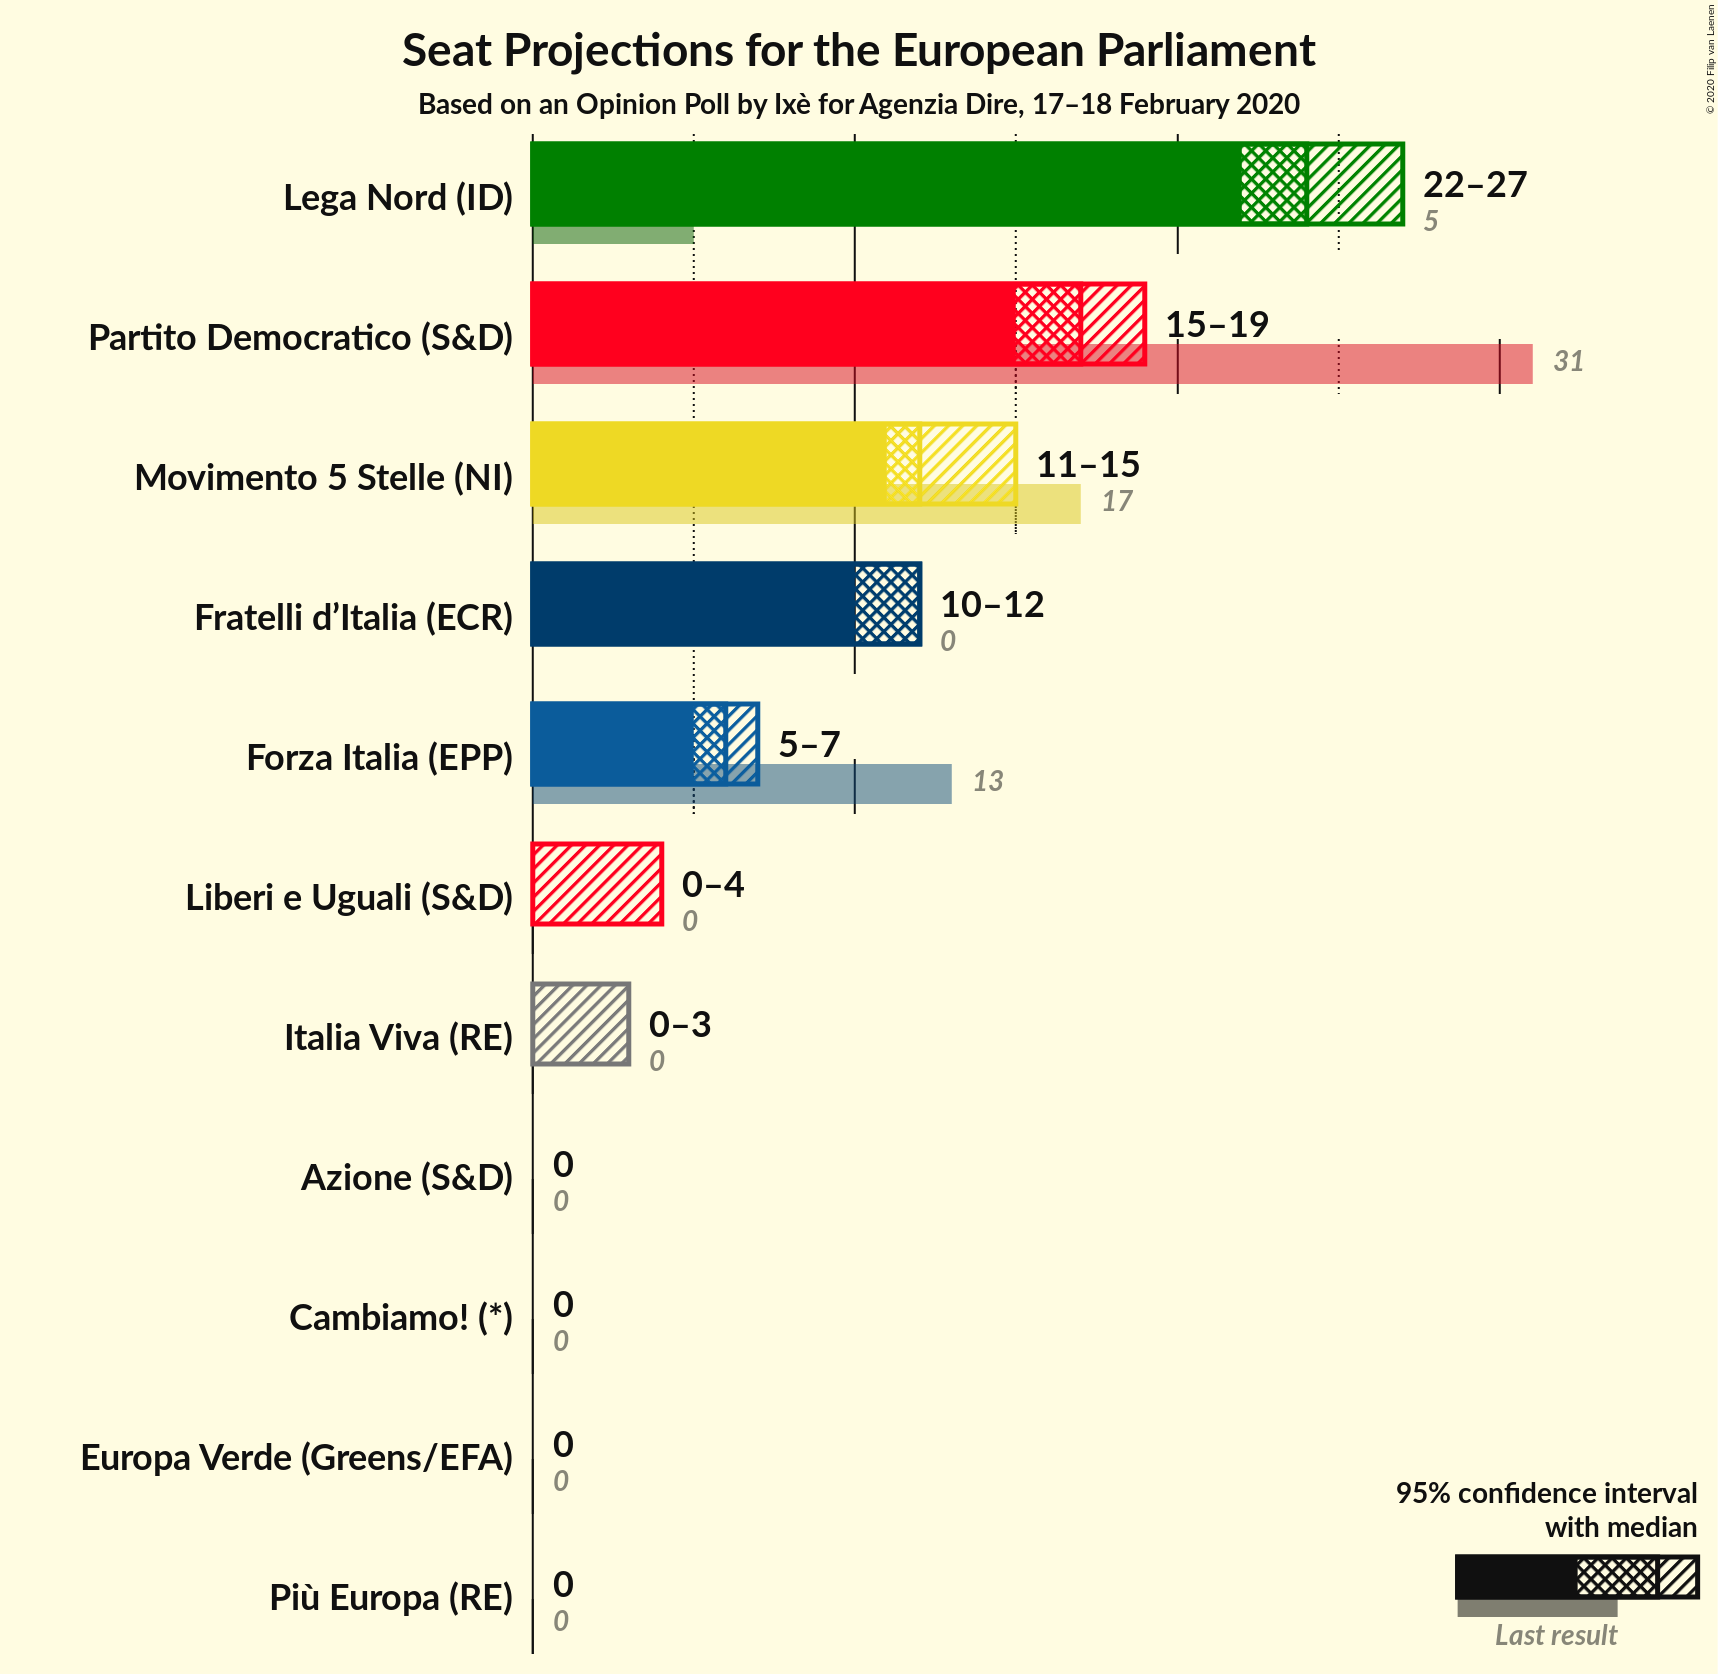 Seat Projections for the European Parliament
Based on an Opinion Poll by Ixè for Agenzia Dire, 17–18 February 2020
© 2020 Filip van Laenen
Lega Nord (ID)
22–27
5
Partito Democratico (S&D)
15–19
31
Movimento 5 Stelle (NI)
11–15
17
Fratelli d’Italia (ECR)
10–12
0
Forza Italia (EPP)
5–7
13
Liberi e Uguali (S&D)
0–4
0
Italia Viva (RE)
0–3
0
Azione (S&D)
0
0
Cambiamo! (*)
0
0
Europa Verde (Greens/EFA)
0
0
Più Europa (RE)
0
0
95% confidence interval
with median
Last result